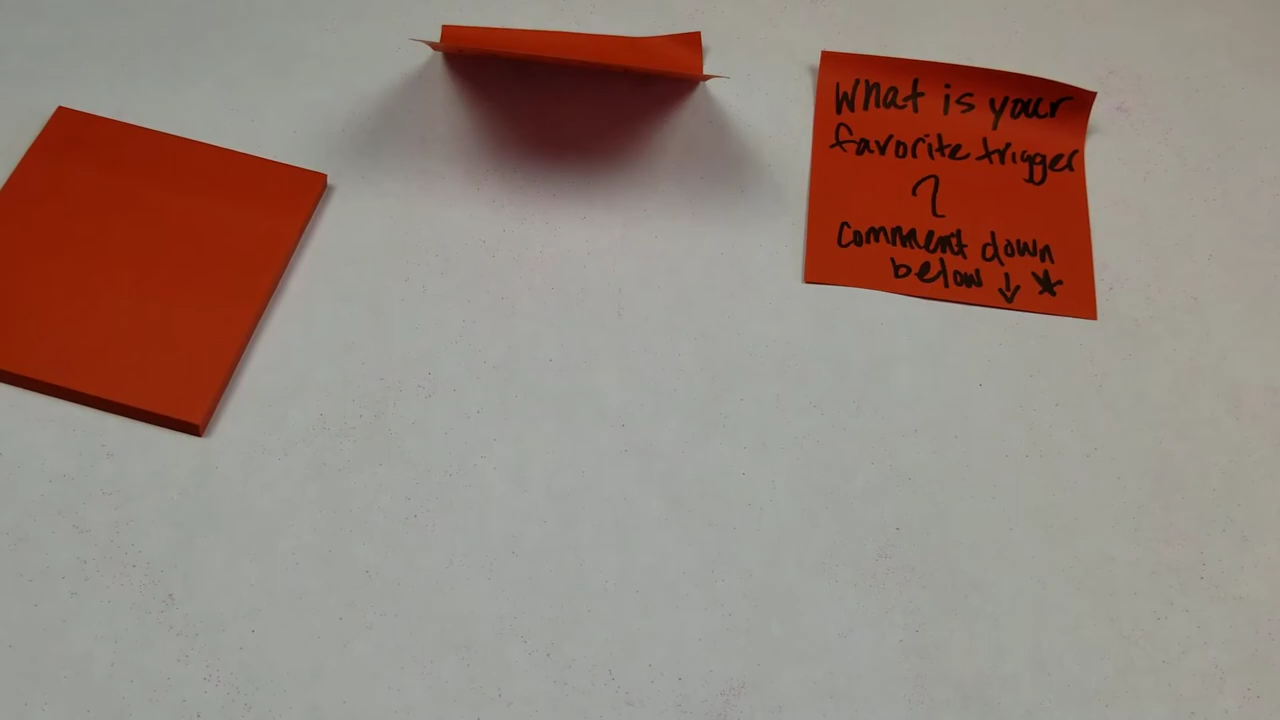 What is your
favorite trigger
?
Comment down
below ↓ *